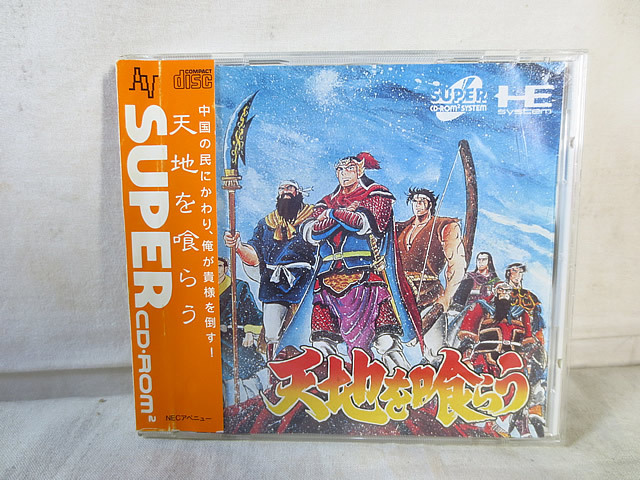 AV
COMPACT
disc
SUPER CD-ROM²
中国の民にかわり、俺が貴様を倒す!
天地を喰らう
NECアベニュー
SUPER
CD-ROM² SYSTEM
HE
SYSTEM
天地を喰らう